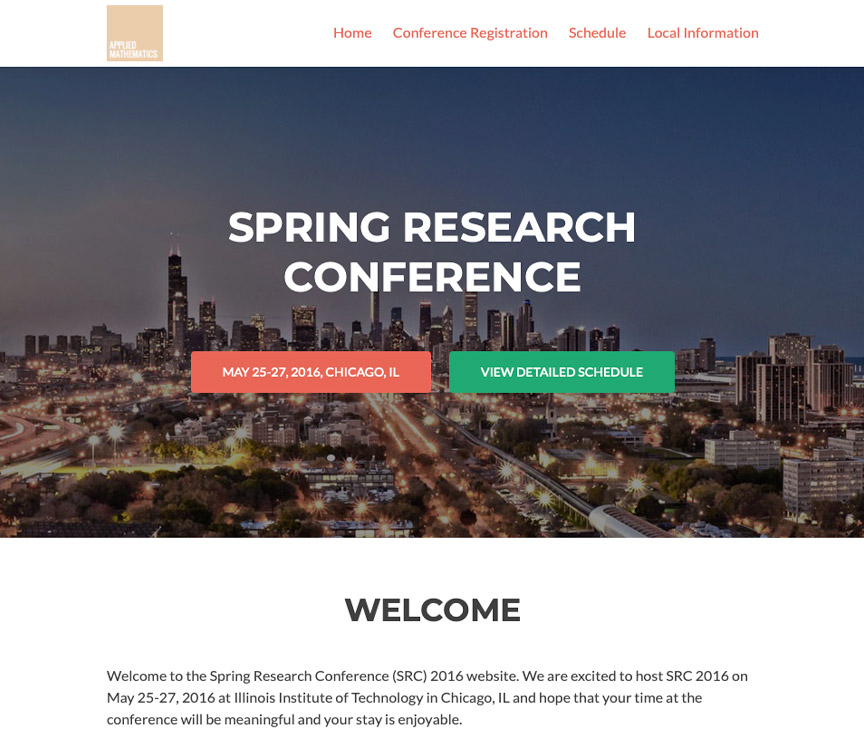 APPLIED
MATHEMATICS
Home Conference Registration Schedule Local Information
SPRING RESEARCH
CONFERENCE
MAY 25-27, 2016, CHICAGO, IL VIEW DETAILED SCHEDULE
WELCOME
Welcome to the Spring Research Conference (SRC) 2016 website. We are excited to host SRC 2016 on
May 25-27, 2016 at Illinois Institute of Technology in Chicago, IL and hope that your time at the
conference will be meaningful and your stay is enjoyable.